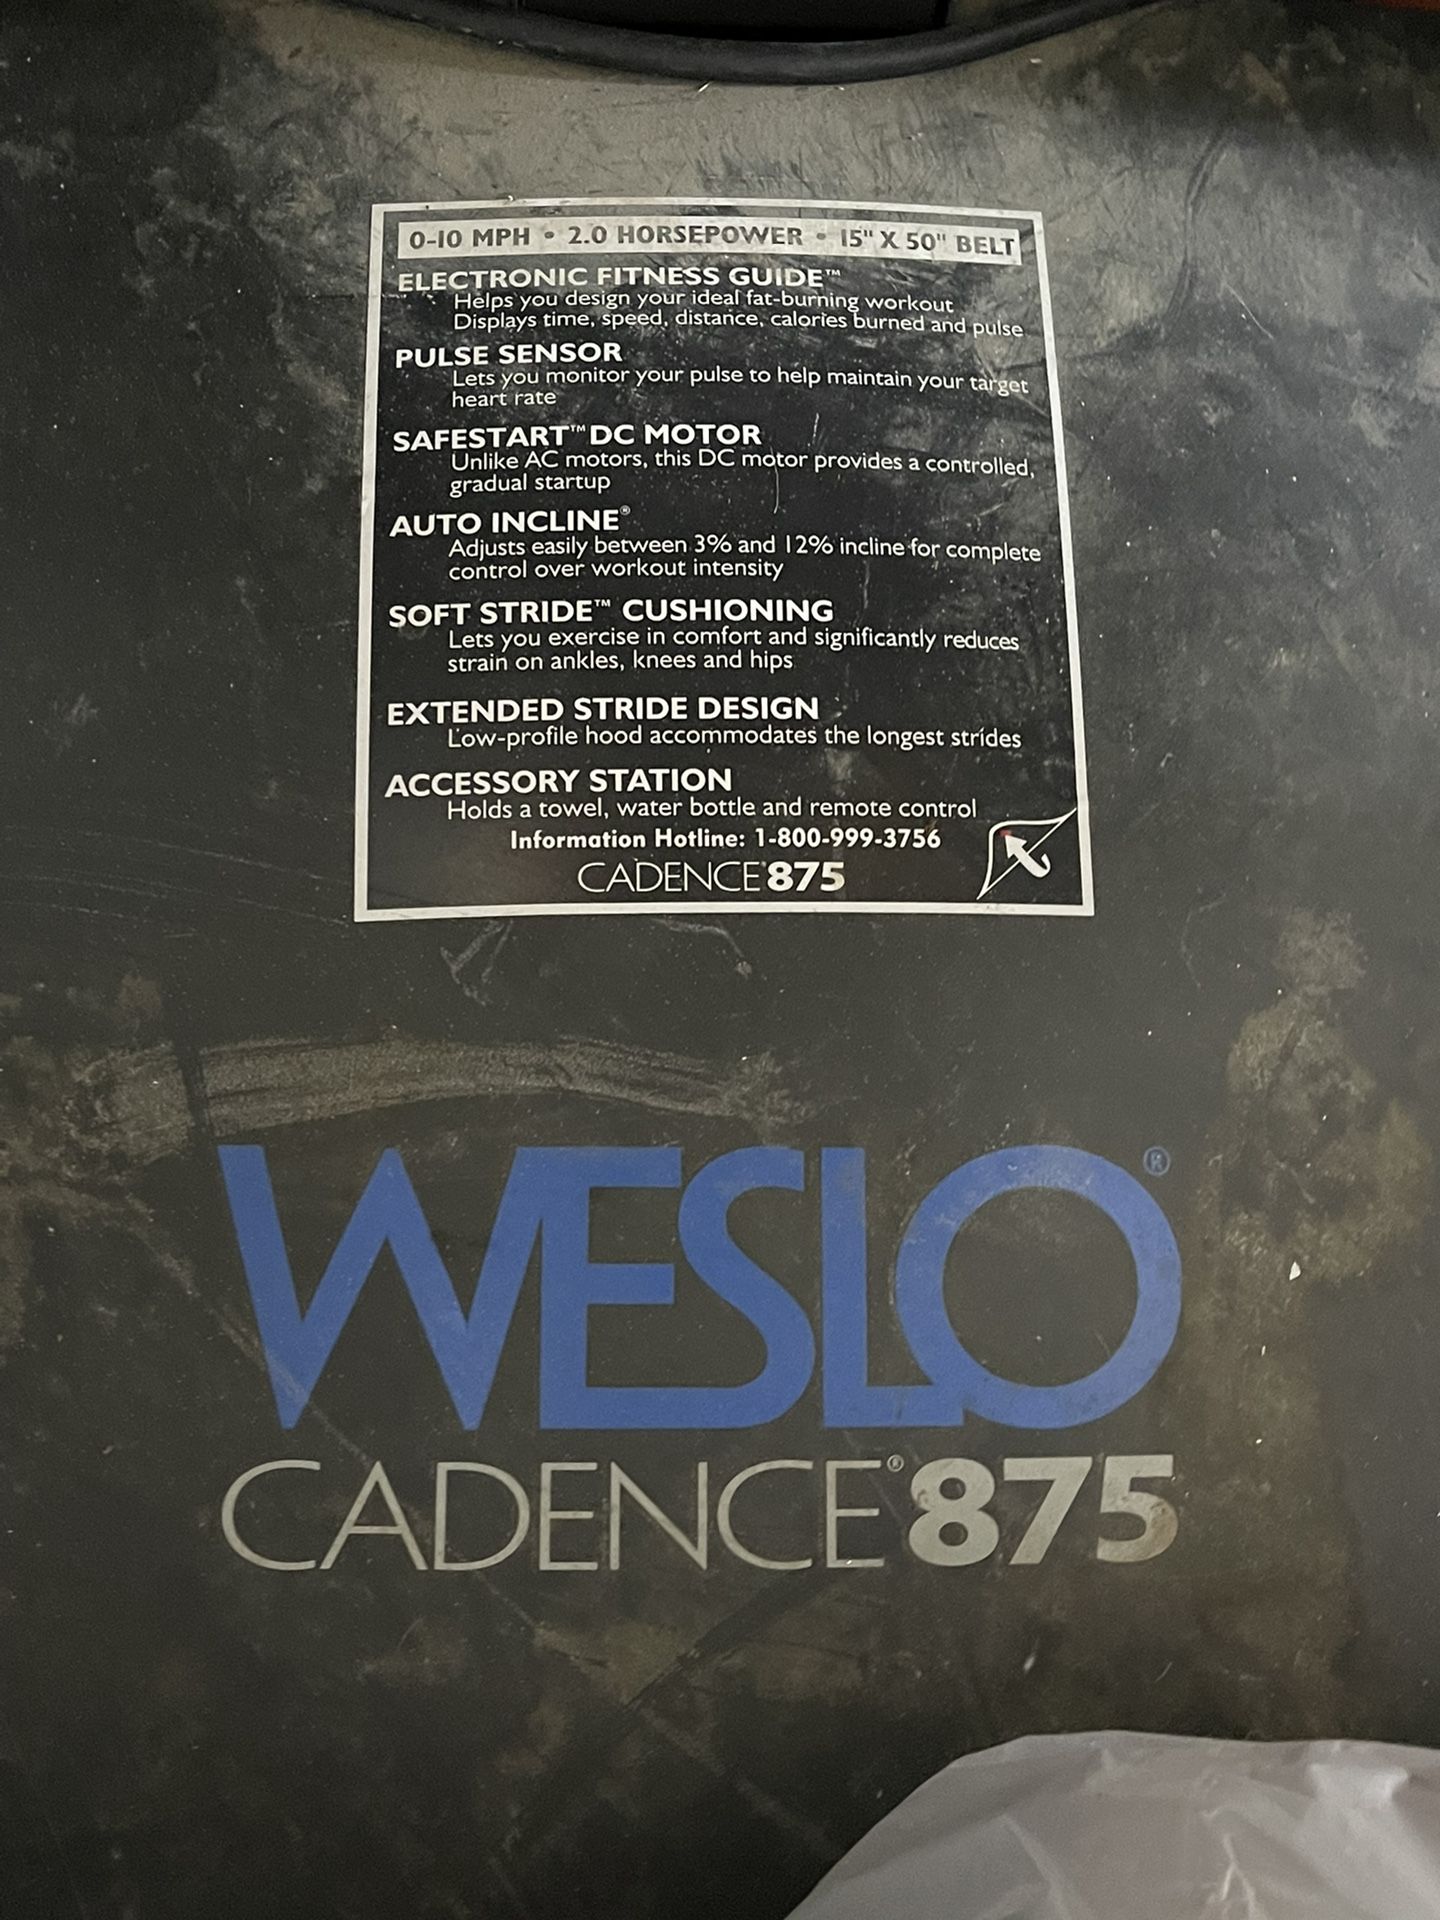 0-10 MPH • 2.0 HORSEPOWER • 15" X 50" BELT
ELECTRONIC FITNESS GUIDE™
Helps you design your ideal fat-burning workout
Displays time, speed, distance, calories burned and pulse
PULSE SENSOR
Lets you monitor your pulse to help maintain your target
heart rate
SAFESTART™ DC MOTOR
Unlike AC motors, this DC motor provides a controlled,
gradual startup
AUTO INCLINE®
Adjusts easily between 3% and 12% incline for complete
control over workout intensity
SOFT STRIDE™ CUSHIONING
Lets you exercise in comfort and significantly reduces
strain on ankles, knees and hips
EXTENDED STRIDE DESIGN
Low-profile hood accommodates the longest strides
ACCESSORY STATION
Holds a towel, water bottle and remote control
Information Hotline: 1-800-999-3756
CADENCE®875
WESLO®
CADENCE®875